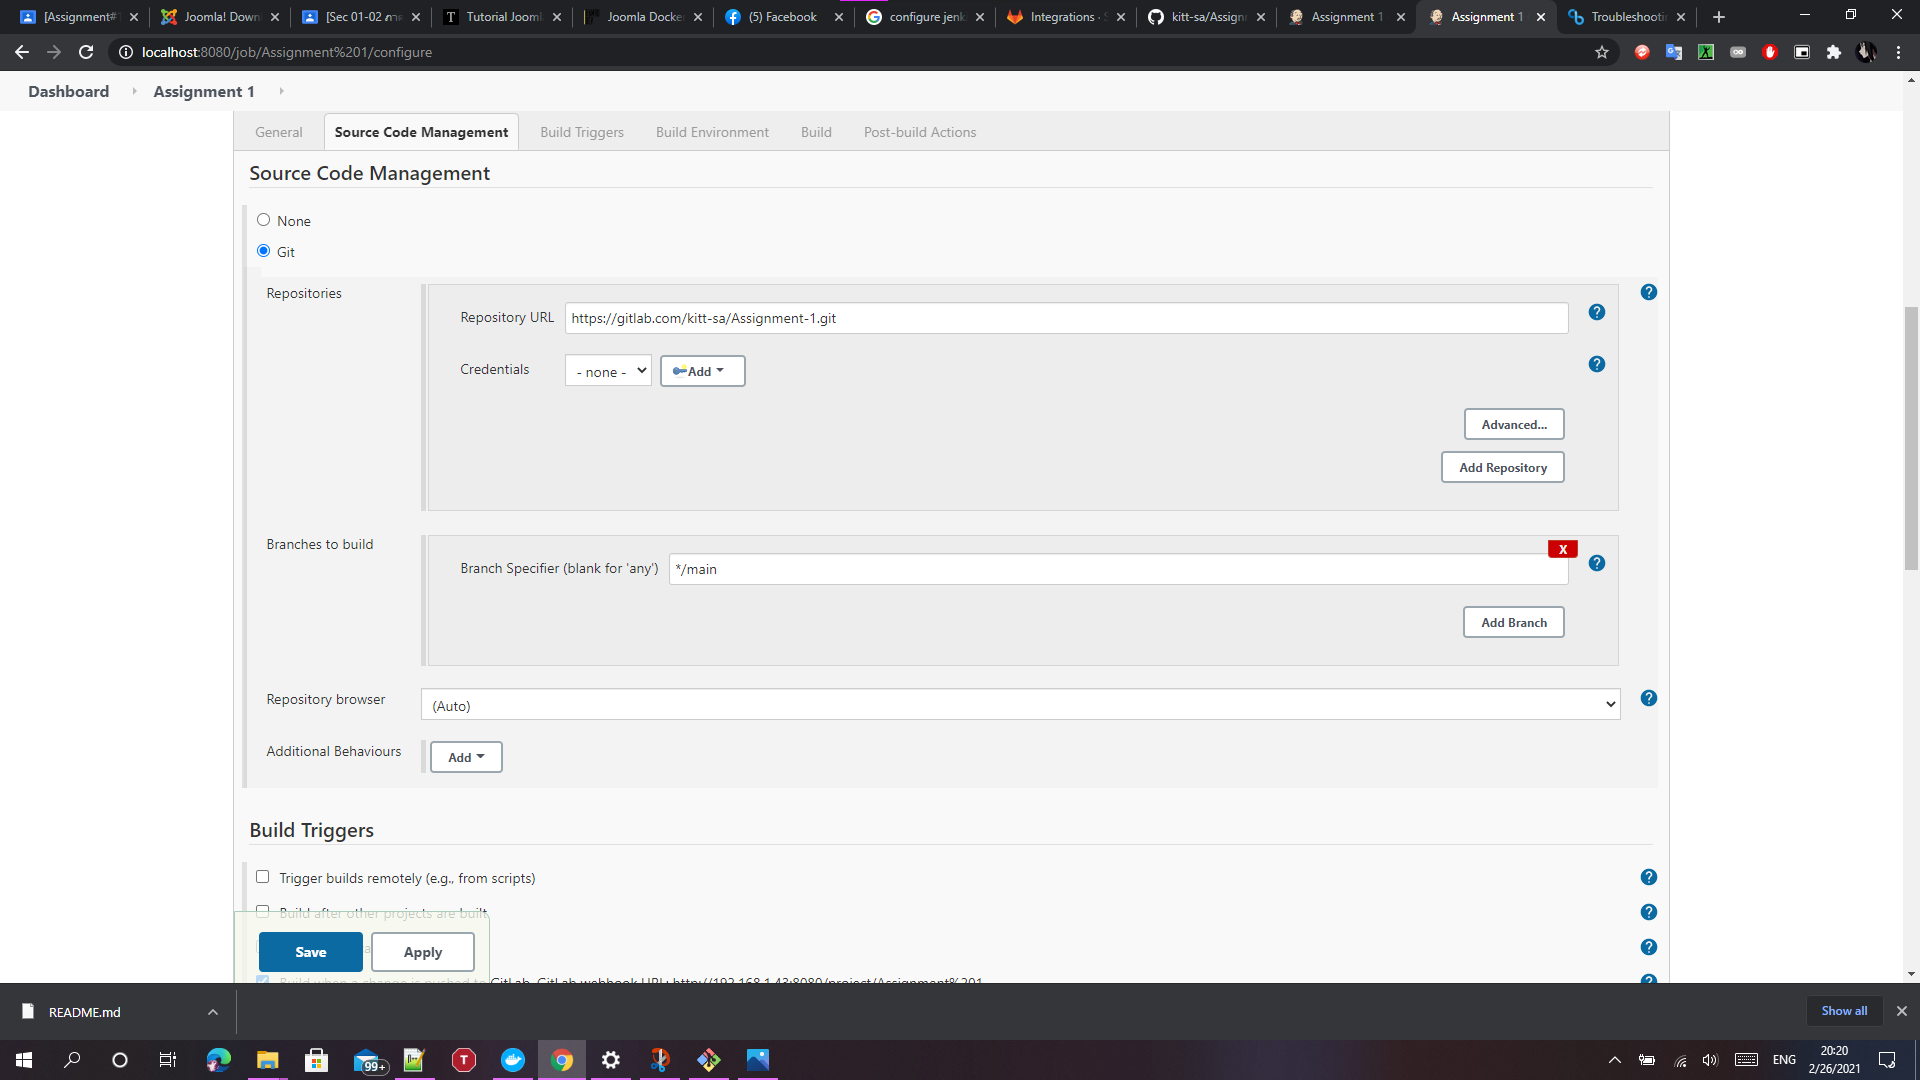 [Assignment#
Joomla! Down
[Sec 01-02 ภาค
Tutorial Jooml
Joomla Docke
(5) Facebook
configure jenk
Integrations · S
kitt-sa/Assignm
Assignment 1
Assignment 1
Troubleshooti
localhost:8080/job/Assignment%201/configure
Dashboard
Assignment 1
General
Source Code Management
Build Triggers
Build Environment
Build
Post-build Actions
Source Code Management
None
Git
Repositories
Repository URL
https://gitlab.com/kitt-sa/Assignment-1.git
Credentials
- none -
Add
Advanced...
Add Repository
Branches to build
X
Branch Specifier (blank for 'any')
*/main
Add Branch
Repository browser
(Auto)
Additional Behaviours
Add
Build Triggers
Trigger builds remotely (e.g., from scripts)
Build after other projects are built
Save
Apply
Build when a change is pushed to GitLab. GitLab webhook URL: http://192.168.1.43:8080/project/Assignment%201
README.md
Show all
99+
T
ENG
20:20
2/26/2021